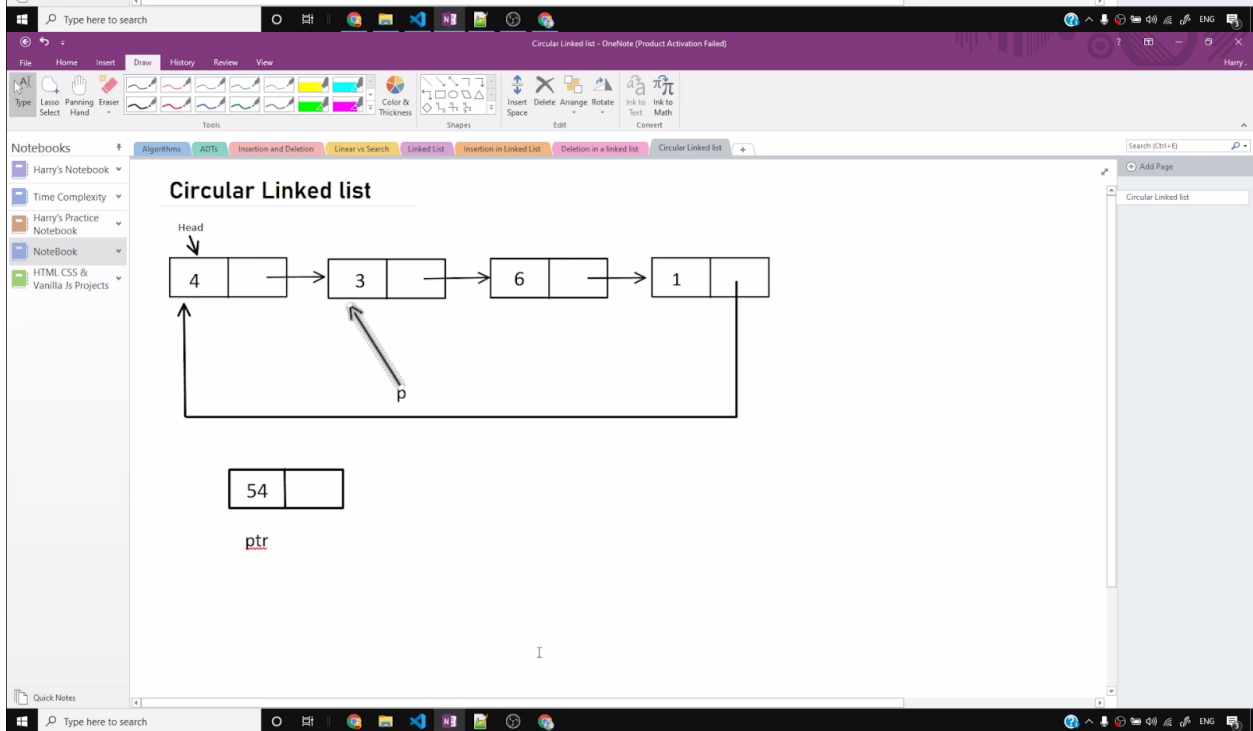 Type here to search
ENG
Circular Linked list - OneNote (Product Activation Failed)
File Home Insert Draw History Review View
Harry .
Type Lasso Select Panning Hand Eraser Color & Thickness Insert Space Delete Arrange Rotate Ink to Text Ink to Math
Tools Shapes Edit Convert
Notebooks
Algorithms ADTs Insertion and Deletion Linear vs Search Linked List Insertion in Linked List Deletion in a linked list Circular Linked list +
Search (Ctrl+E)
Harry's Notebook
Add Page
Time Complexity
Circular Linked list
Harry's Practice
Notebook
NoteBook
HTML CSS &
Vanilla Js Projects
Circular Linked list
Head
4 3 6 1
p
54
ptr
Quick Notes
Type here to search
ENG